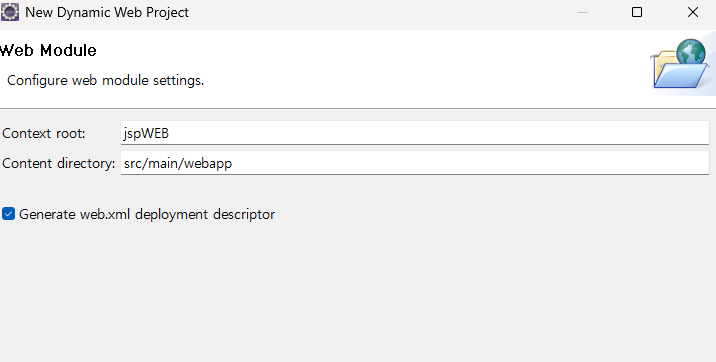 New Dynamic Web Project
Web Module
Configure web module settings.
Context root: jspWEB
Content directory: src/main/webapp
Generate web.xml deployment descriptor